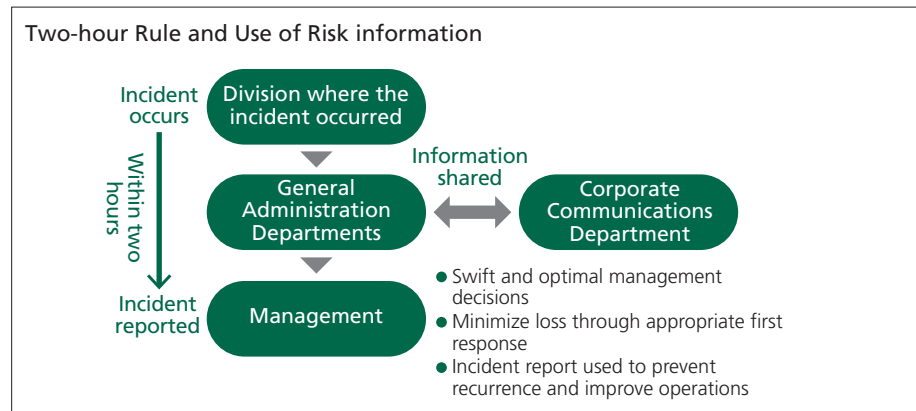 Two-hour Rule and Use of Risk information
Incident
occurs
Division where the
incident occurred
Within two
hours
Information
shared
General
Administration
Departments
Corporate
Communications
Department
Incident
reported
Management
● Swift and optimal management
decisions
● Minimize loss through appropriate first
response
● Incident report used to prevent
recurrence and improve operations